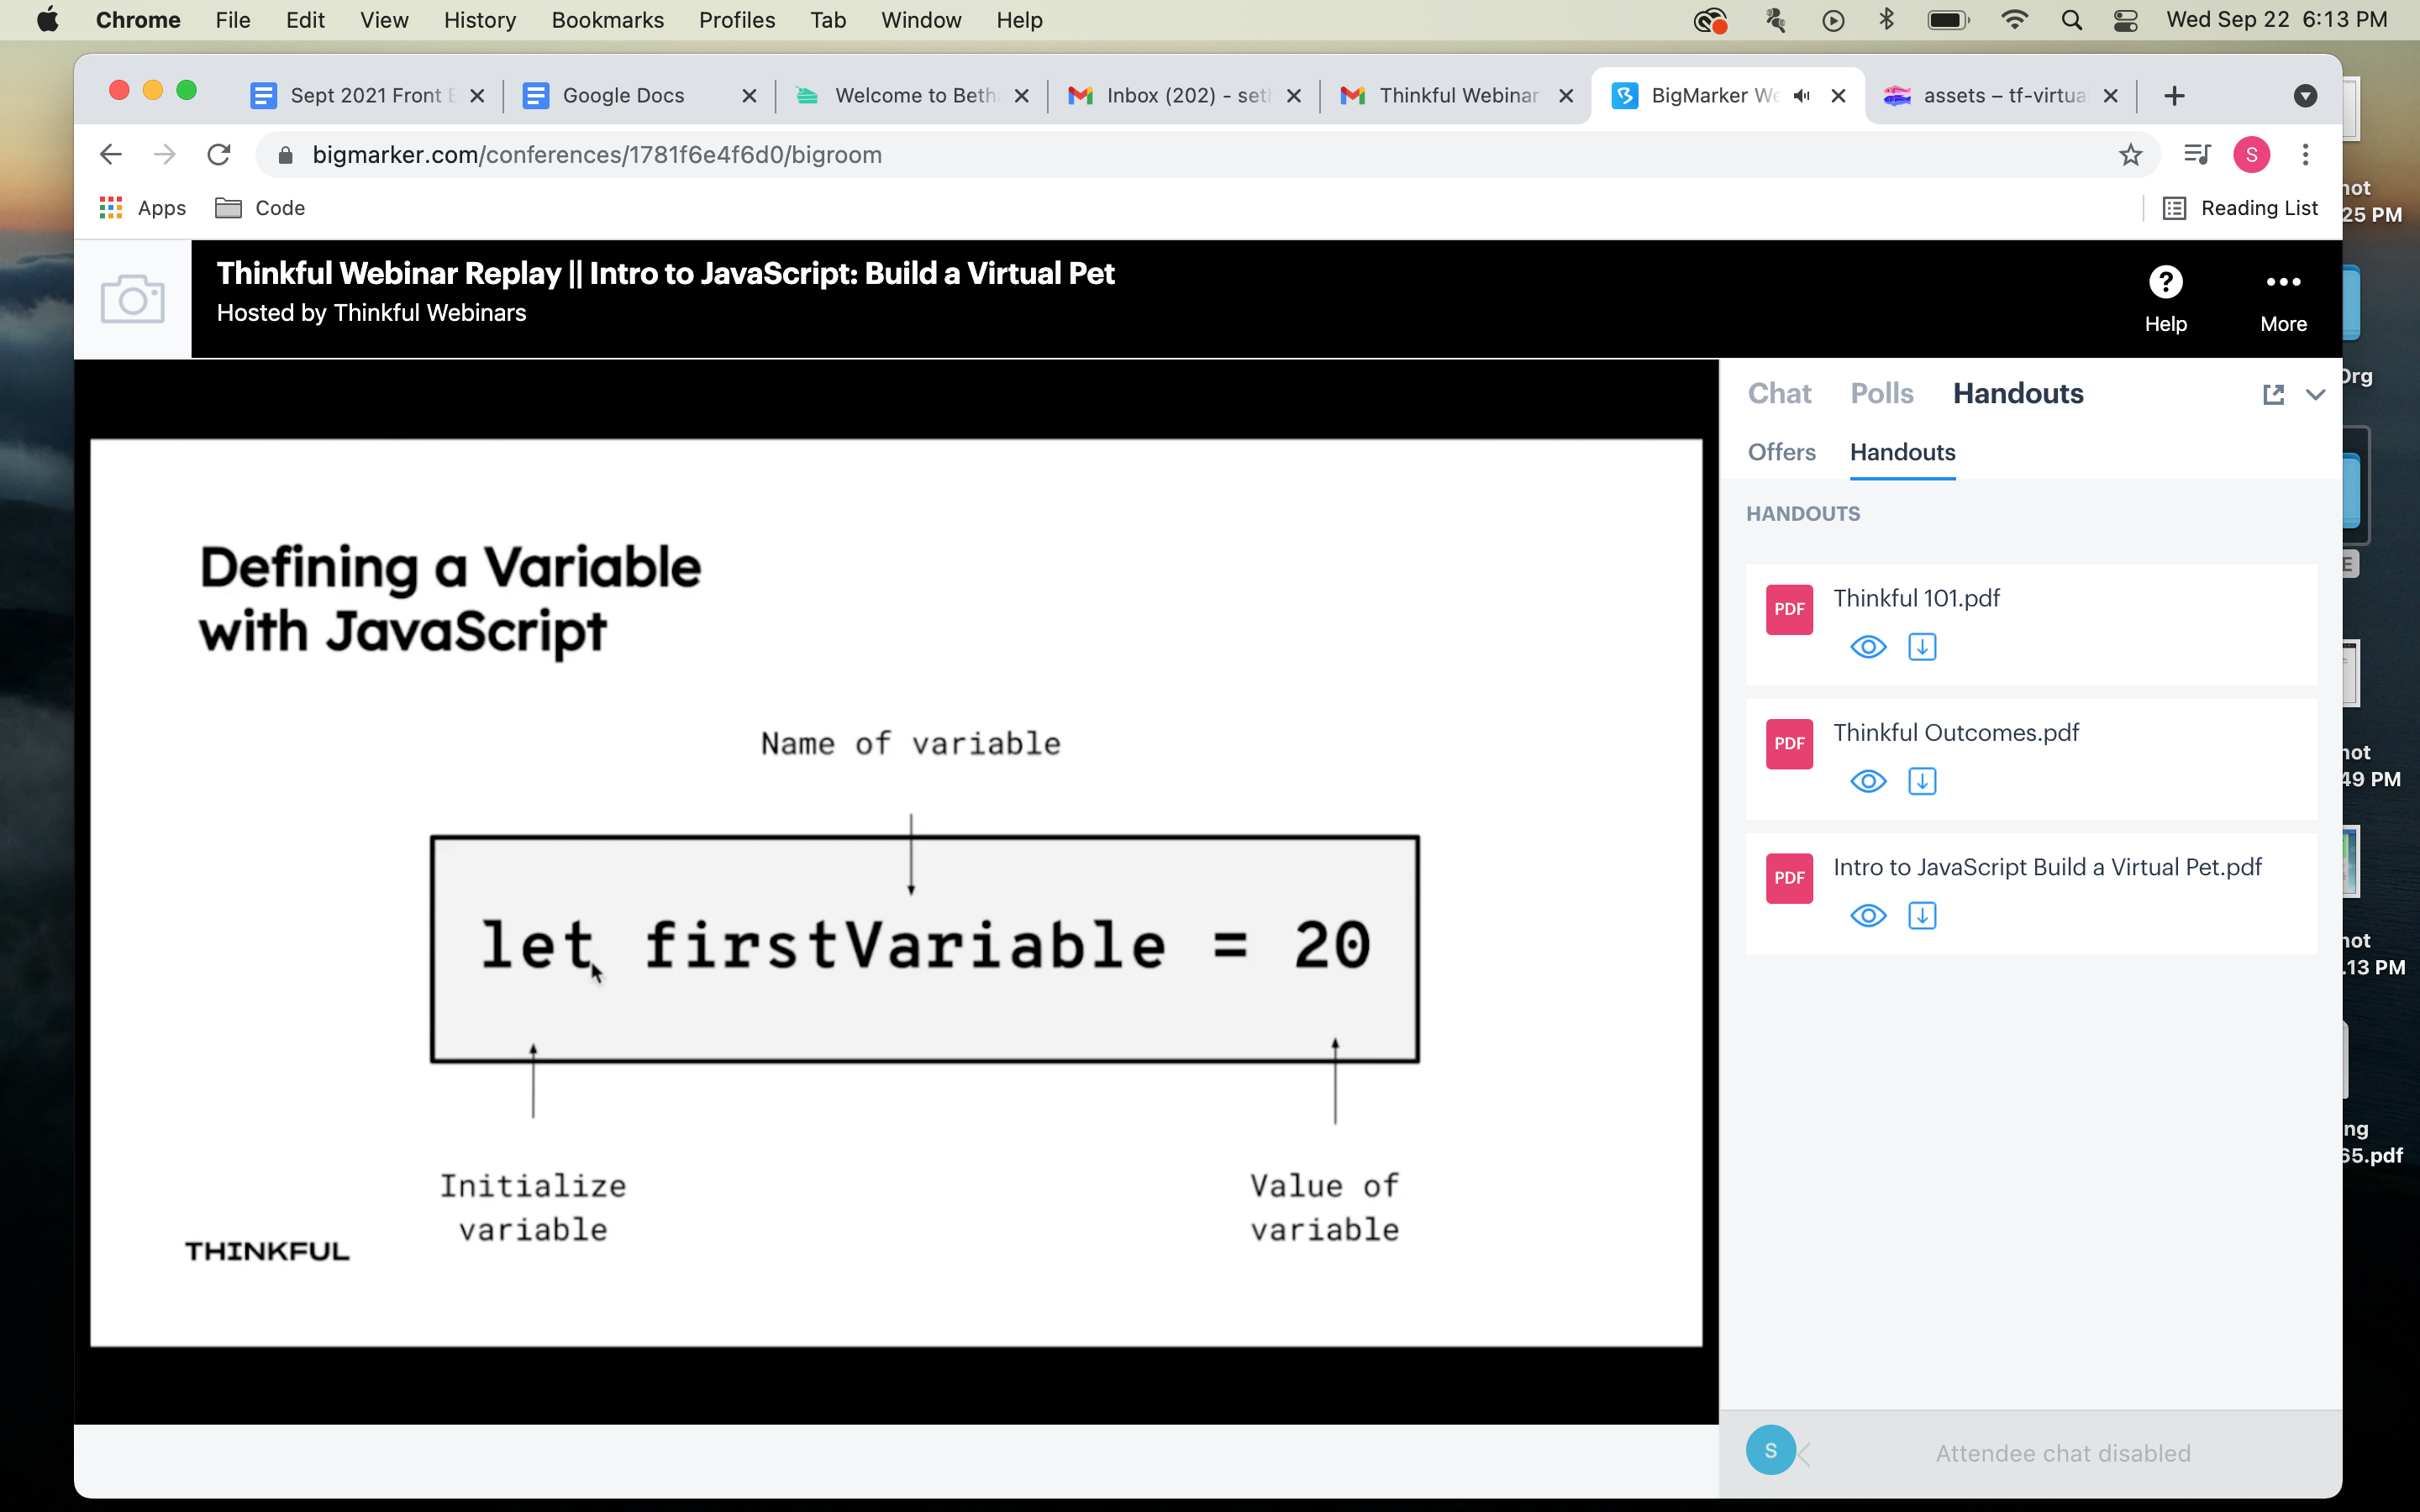 Chrome File Edit View History Bookmarks Profiles Tab Window Help Wed Sep 22 6:13 PM
Sept 2021 Front Google Docs Welcome to Beth Inbox (202) - set Thinkful Webinar BigMarker We assets – tf-virtua
bigmarker.com/conferences/1781f6e4f6d0/bigroom S
Apps Code Reading List
Thinkful Webinar Replay || Intro to JavaScript: Build a Virtual Pet
Hosted by Thinkful Webinars
Help More
Chat Polls Handouts
Offers Handouts
HANDOUTS
PDF Thinkful 101.pdf
PDF Thinkful Outcomes.pdf
PDF Intro to JavaScript Build a Virtual Pet.pdf
S Attendee chat disabled
Defining a Variable
with JavaScript
Name of variable
let firstVariable = 20
Initialize
variable
Value of
variable
THINKFUL
25 PM
49 PM
.13 PM
65.pdf